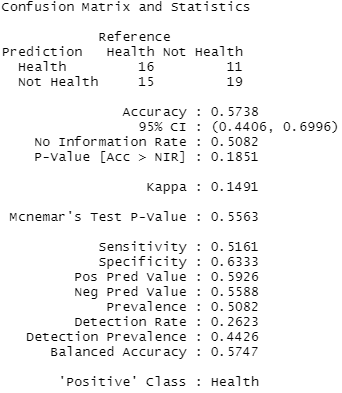 Confusion Matrix and Statistics
Reference
Prediction Health Not Health
Health 16 11
Not Health 15 19
Accuracy : 0.5738
95% CI : (0.4406, 0.6996)
No Information Rate : 0.5082
P-Value [Acc > NIR] : 0.1851
Kappa : 0.1491
Mcnemar's Test P-Value : 0.5563
Sensitivity : 0.5161
Specificity : 0.6333
Pos Pred Value : 0.5926
Neg Pred Value : 0.5588
Prevalence : 0.5082
Detection Rate : 0.2623
Detection Prevalence : 0.4426
Balanced Accuracy : 0.5747
'Positive' Class : Health